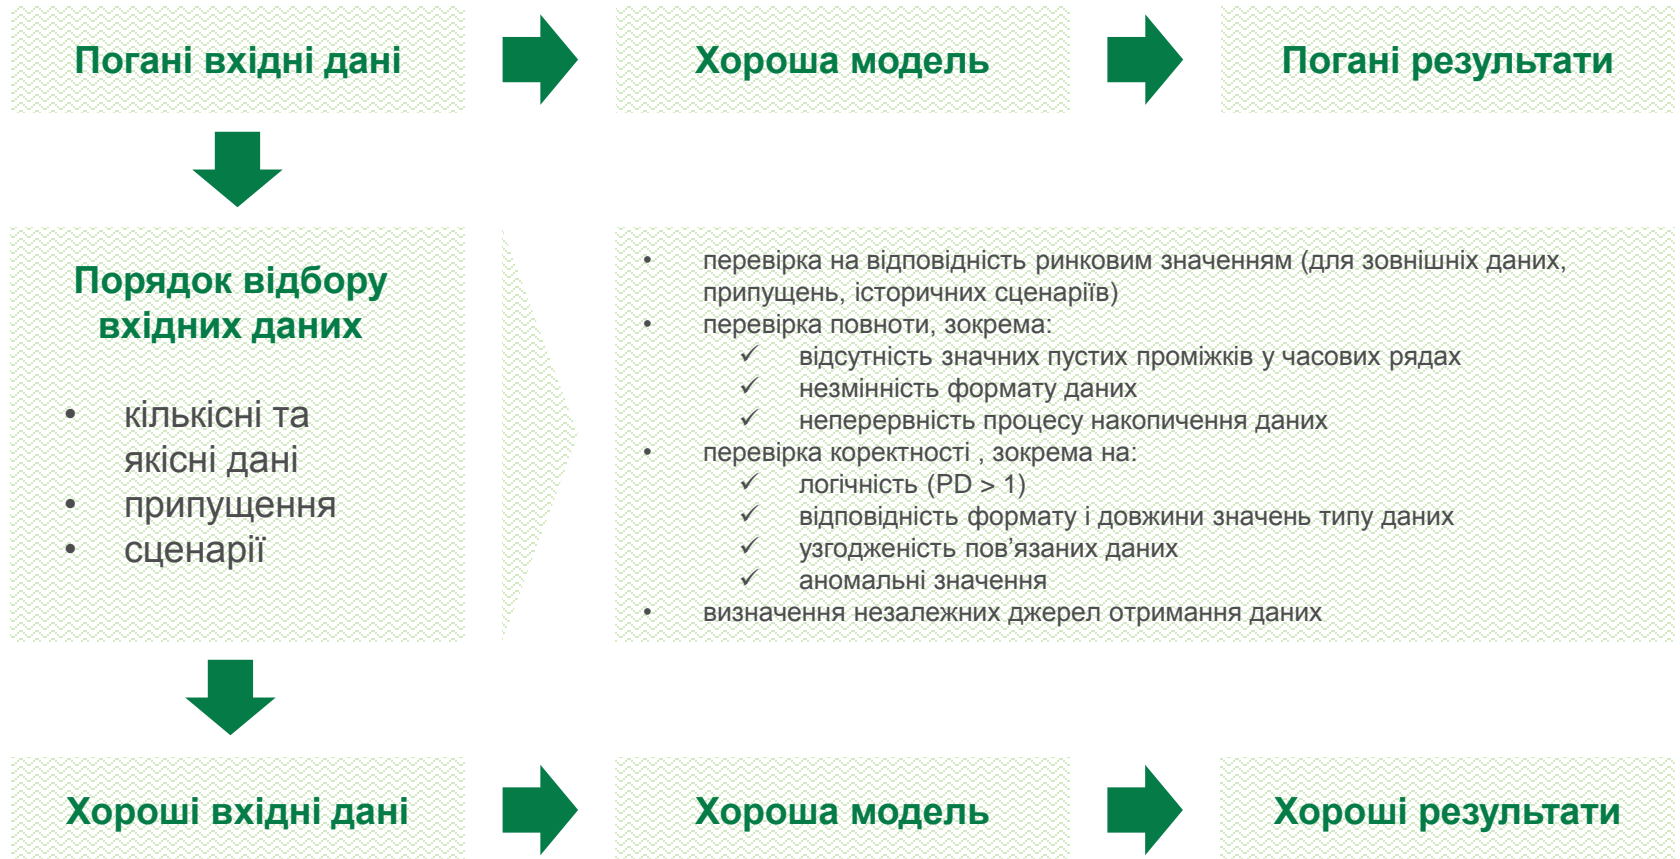 Погані вхідні дані
Хороша модель
Погані результати
Порядок відбору
вхідних даних
• кількісні та
якісні дані
• припущення
• сценарії
• перевірка на відповідність ринковим значенням (для зовнішніх даних,
припущень, історичних сценаріїв)
• перевірка повноти, зокрема:
✓ відсутність значних пустих проміжків у часових рядах
✓ незмінність формату даних
✓ неперервність процесу накопичення даних
• перевірка коректності , зокрема на:
✓ логічність (PD > 1)
✓ відповідність формату і довжини значень типу даних
✓ узгодженість пов’язаних даних
✓ аномальні значення
• визначення незалежних джерел отримання даних
Хороші вхідні дані
Хороша модель
Хороші результати